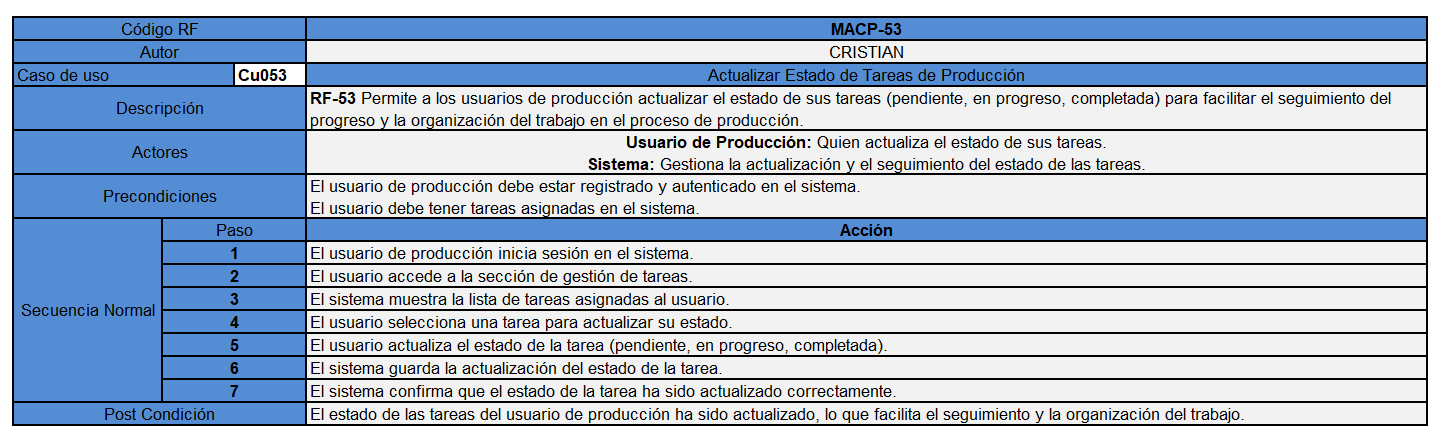 Código RF MACP-53
Autor CRISTIAN
Caso de uso Cu053 Actualizar Estado de Tareas de Producción
Descripción
RF-53 Permite a los usuarios de producción actualizar el estado de sus tareas (pendiente, en progreso, completada) para facilitar el seguimiento del
progreso y la organización del trabajo en el proceso de producción.
Actores
Usuario de Producción: Quien actualiza el estado de sus tareas.
Sistema: Gestiona la actualización y el seguimiento del estado de las tareas.
Precondiciones
El usuario de producción debe estar registrado y autenticado en el sistema.
El usuario debe tener tareas asignadas en el sistema.
Secuencia Normal
Paso Acción
1 El usuario de producción inicia sesión en el sistema.
2 El usuario accede a la sección de gestión de tareas.
3 El sistema muestra la lista de tareas asignadas al usuario.
4 El usuario selecciona una tarea para actualizar su estado.
5 El usuario actualiza el estado de la tarea (pendiente, en progreso, completada).
6 El sistema guarda la actualización del estado de la tarea.
7 El sistema confirma que el estado de la tarea ha sido actualizado correctamente.
Post Condición El estado de las tareas del usuario de producción ha sido actualizado, lo que facilita el seguimiento y la organización del trabajo.